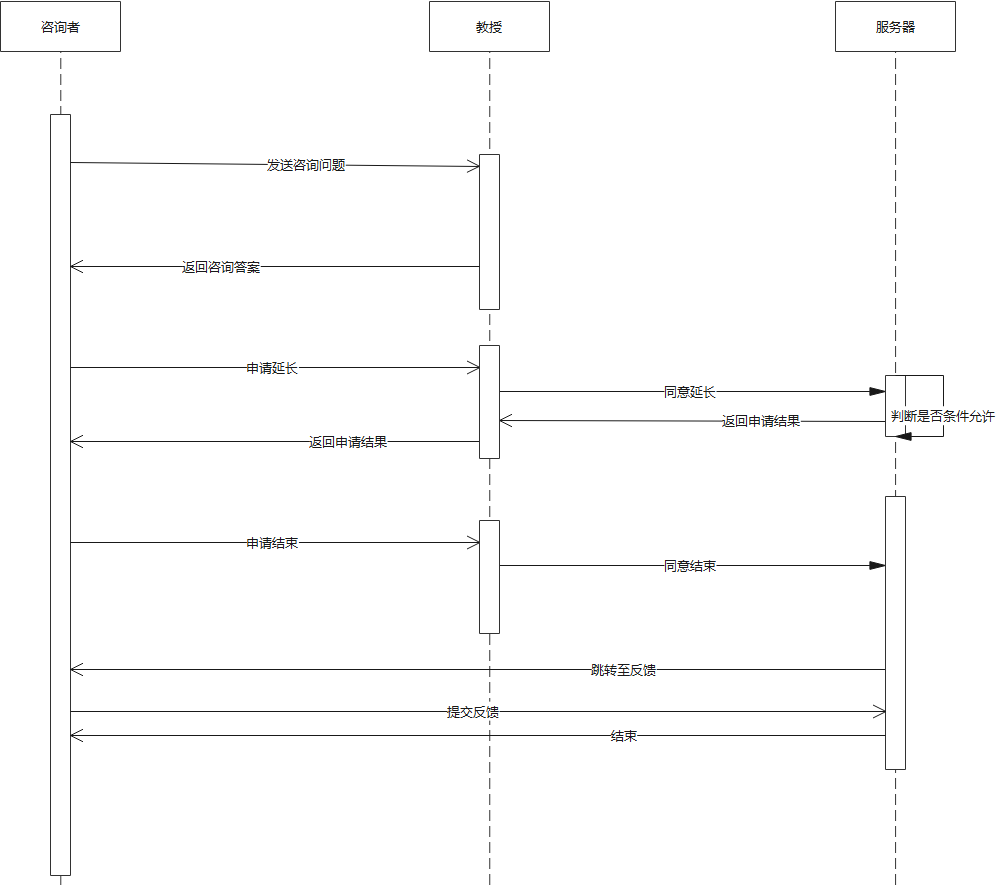 咨询者
教授
服务器
发送咨询问题
返回咨询答案
申请延长
同意延长
判断是否条件允许
返回申请结果
返回申请结果
申请结束
同意结束
跳转至反馈
提交反馈
结束